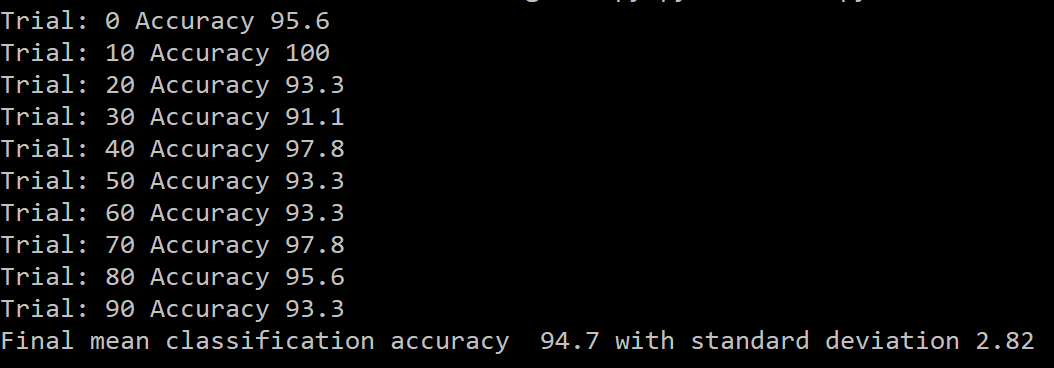 Trial: 0 Accuracy 95.6
Trial: 10 Accuracy 100
Trial: 20 Accuracy 93.3
Trial: 30 Accuracy 91.1
Trial: 40 Accuracy 97.8
Trial: 50 Accuracy 93.3
Trial: 60 Accuracy 93.3
Trial: 70 Accuracy 97.8
Trial: 80 Accuracy 95.6
Trial: 90 Accuracy 93.3
Final mean classification accuracy  94.7 with standard deviation 2.82